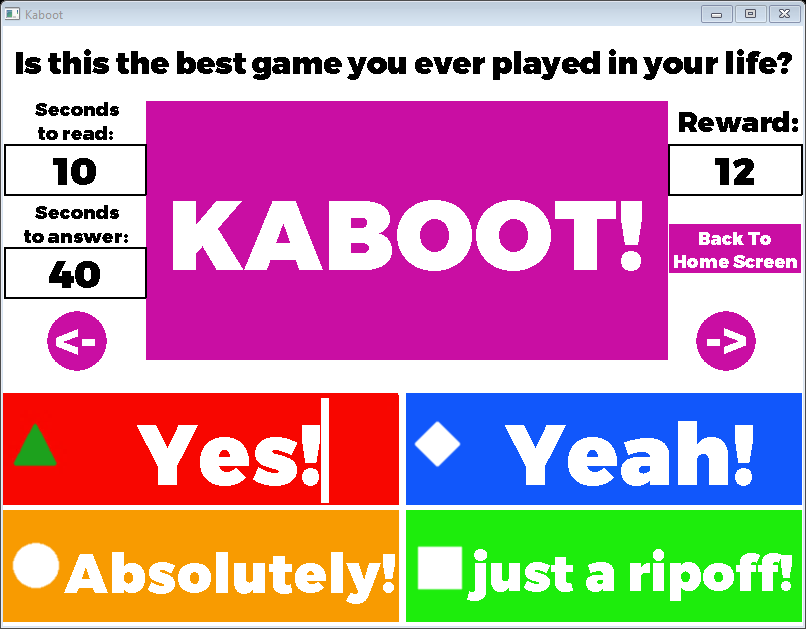 Kaboot
Is this the best game you ever played in your life?
Seconds
to read:
10
Seconds
to answer:
40
<-
KABOOT!
Reward:
12
Back To
Home Screen
->
Yes!
Yeah!
Absolutely!
just a ripoff!